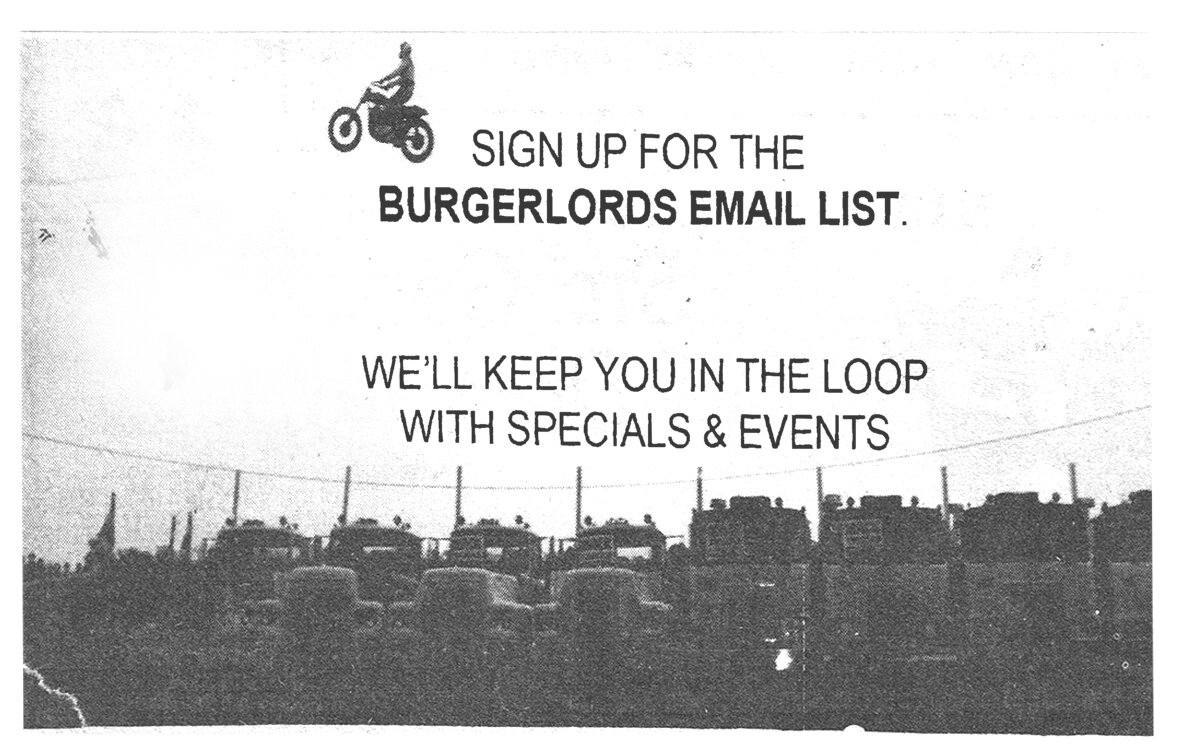 SIGN UP FOR THE
BURGERLORDS EMAIL LIST.
WE'LL KEEP YOU IN THE LOOP
WITH SPECIALS & EVENTS